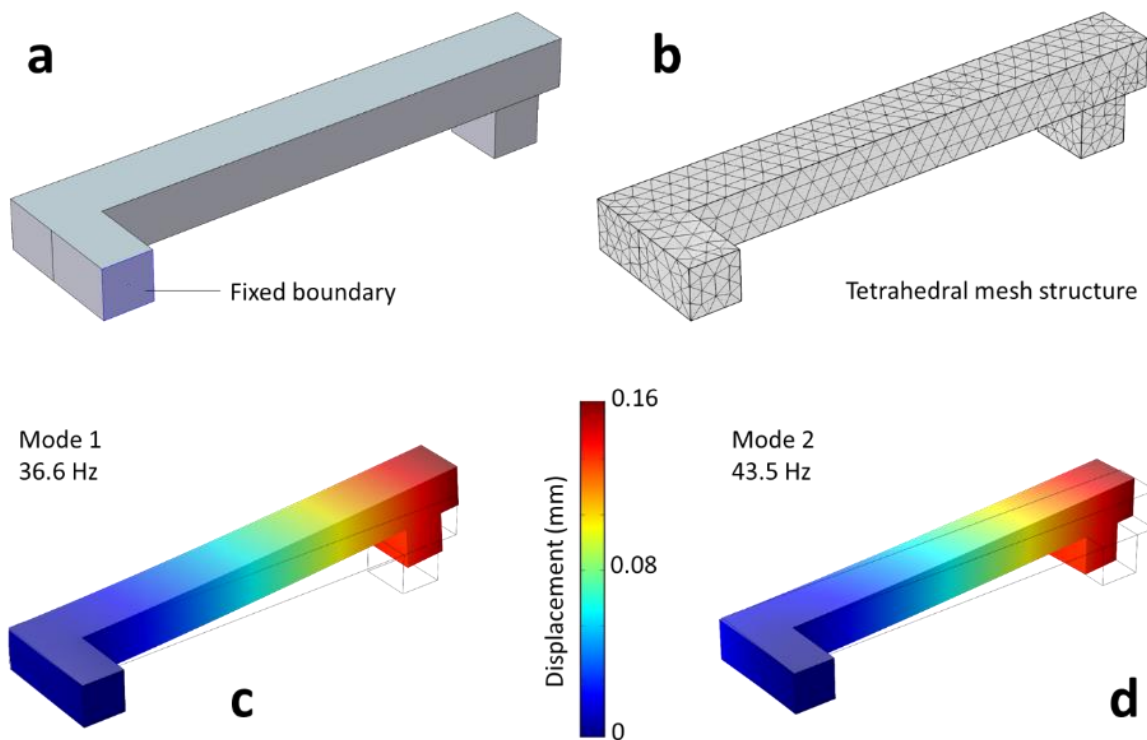 a
b
Fixed boundary
Tetrahedral mesh structure
Mode 1
36.6 Hz
Displacement (mm)
0.16
0.08
0
Mode 2
43.5 Hz
c
d